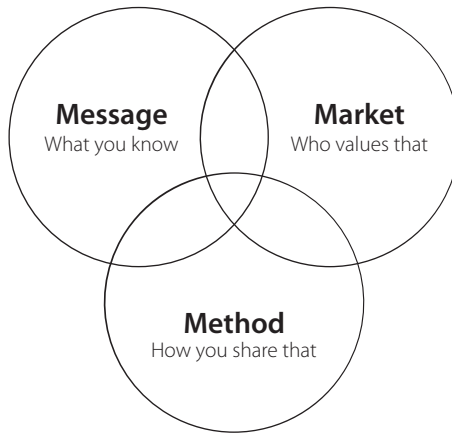 Message
What you know
Market
Who values that
Method
How you share that